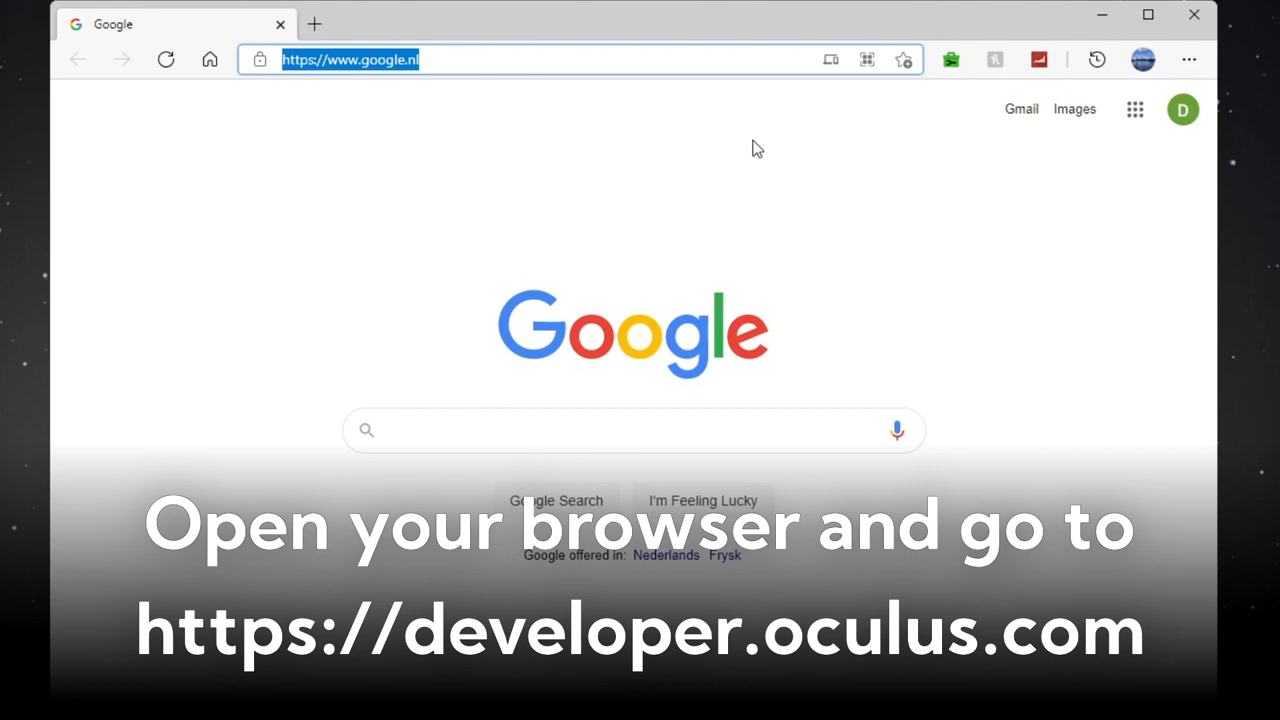 Google
https://www.google.nl
Gmail Images
D
Google
Google Search I'm Feeling Lucky
Open your browser and go to
Google offered in: Nederlands Frysk
https://developer.oculus.com